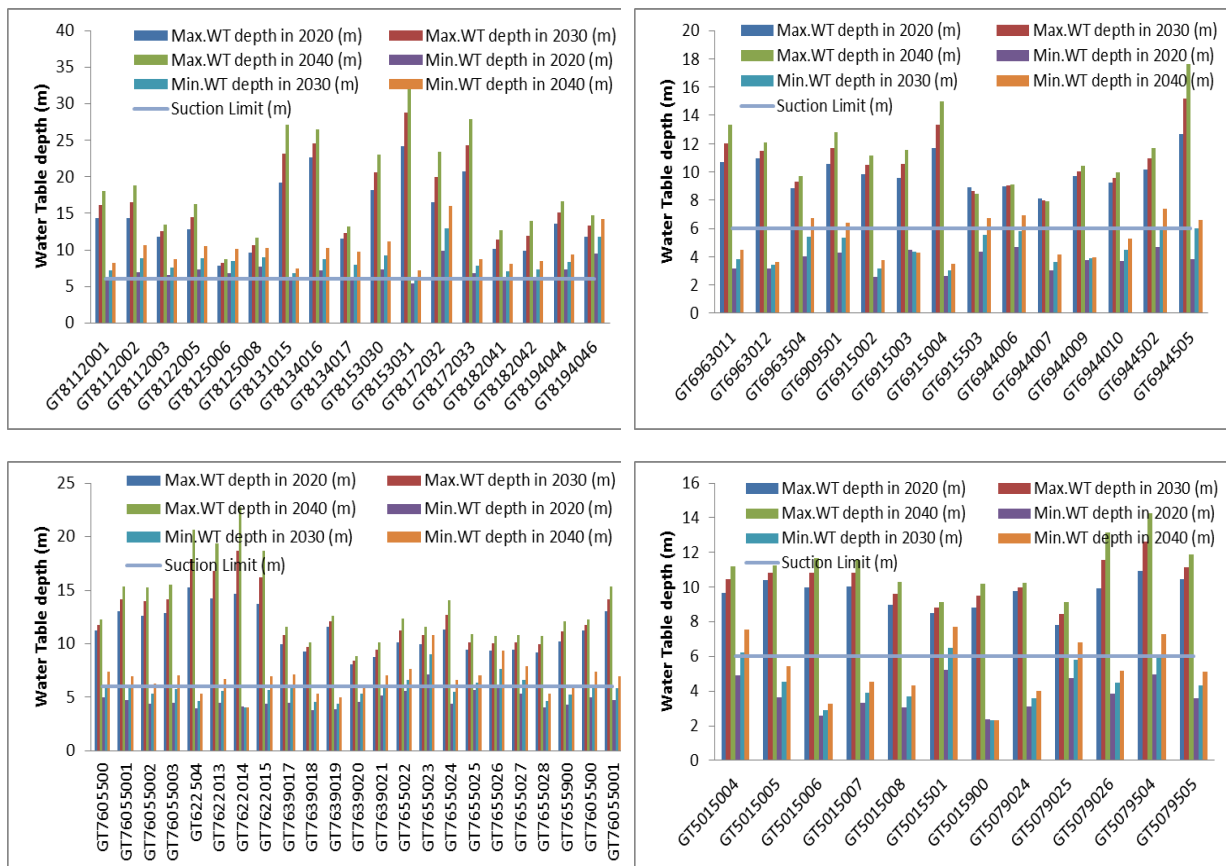 Water Table depth (m)
40
35
30
25
20
15
10
5
0
Max.WT depth in 2020 (m)
Max.WT depth in 2030 (m)
Max.WT depth in 2040 (m)
Min.WT depth in 2020 (m)
Min.WT depth in 2030 (m)
Min.WT depth in 2040 (m)
Suction Limit (m)
GT8112001
GT8112002
GT8112003
GT8122005
GT8125006
GT8125008
GT8131015
GT8134016
GT8134017
GT8153030
GT8153031
GT8172032
GT8172033
GT8182041
GT8182042
GT8194044
GT8194046
Water Table depth (m)
20
18
16
14
12
10
8
6
4
2
0
Max.WT depth in 2020 (m)
Max.WT depth in 2030 (m)
Max.WT depth in 2040 (m)
Min.WT depth in 2020 (m)
Min.WT depth in 2030 (m)
Min.WT depth in 2040 (m)
Suction Limit (m)
GT6963011
GT6963012
GT6963504
GT6909501
GT6915002
GT6915003
GT6915004
GT6915503
GT6944006
GT6944007
GT6944009
GT6944010
GT6944502
GT6944505
Water Table depth (m)
25
20
15
10
5
0
Max.WT depth in 2020 (m)
Max.WT depth in 2030 (m)
Max.WT depth in 2040 (m)
Min.WT depth in 2020 (m)
Min.WT depth in 2030 (m)
Min.WT depth in 2040 (m)
Suction Limit (m)
GT76055500
GT76055001
GT76055002
GT76055003
GT7622504
GT7622013
GT7622014
GT7622015
GT7639017
GT7639018
GT7639019
GT7639020
GT7639021
GT7655022
GT7655023
GT7655024
GT7655025
GT7655026
GT7655027
GT7655028
GT7655900
GT76055500
GT76055001
Water Table depth (m)
16
14
12
10
8
6
4
2
0
Max.WT depth in 2020 (m)
Max.WT depth in 2030 (m)
Max.WT depth in 2040 (m)
Min.WT depth in 2020 (m)
Min.WT depth in 2030 (m)
Min.WT depth in 2040 (m)
Suction Limit (m)
GT5015004
GT5015005
GT5015006
GT5015007
GT5015008
GT5015501
GT5015900
GT5079024
GT5079025
GT5079026
GT5079504
GT5079505